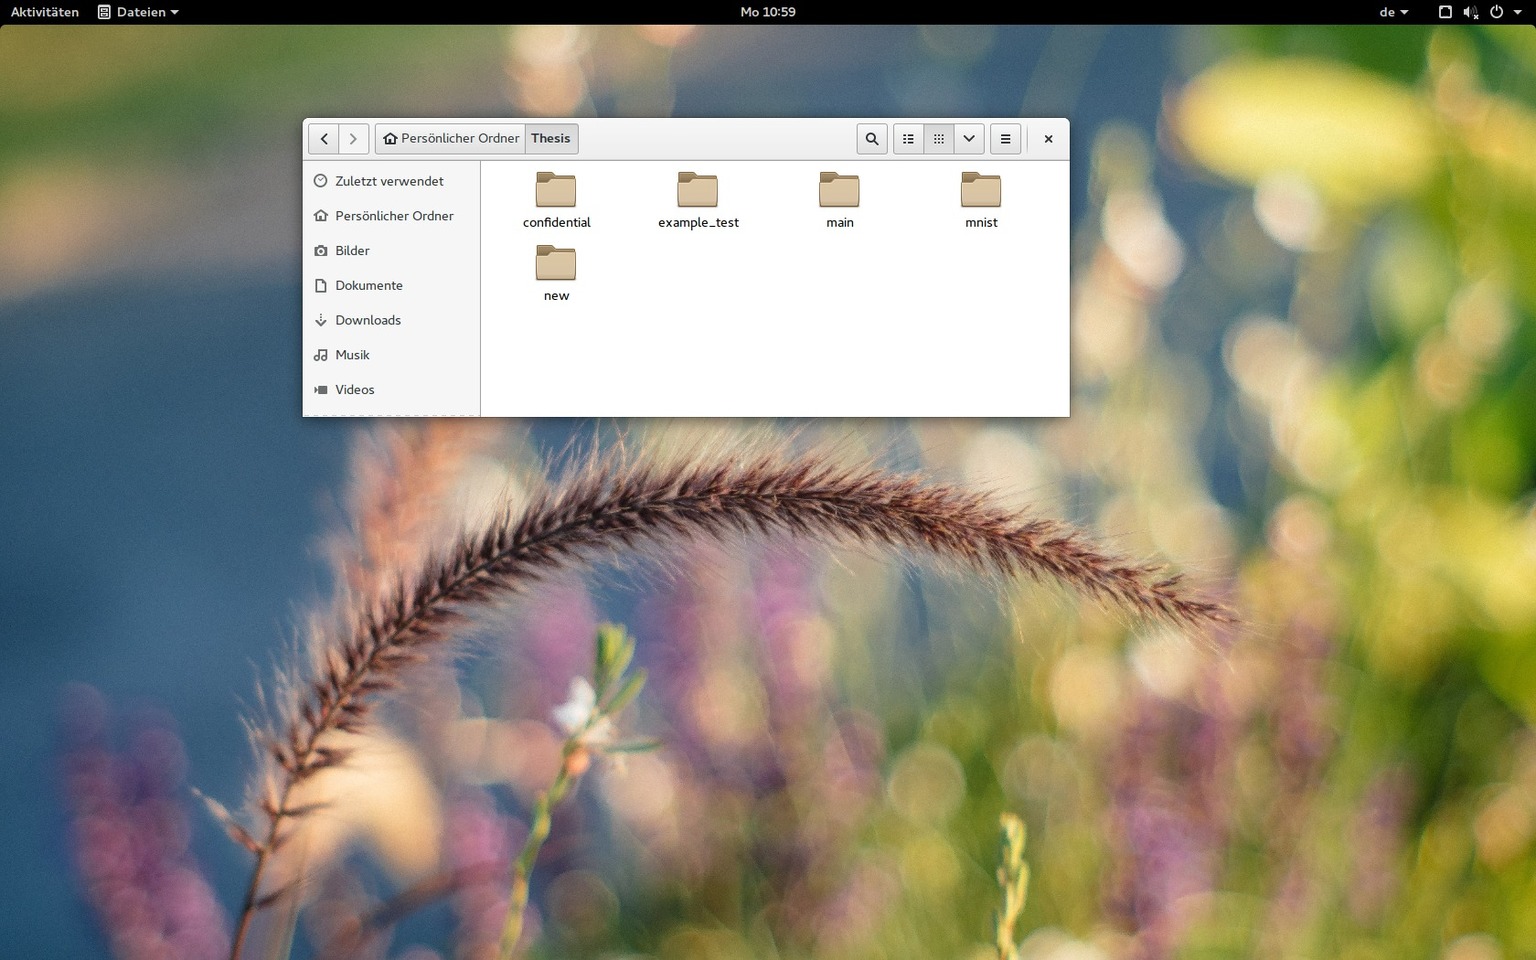 Aktivitäten Dateien Mo 10:59 de
Persönlicher Ordner Thesis
Zuletzt verwendet
Persönlicher Ordner
Bilder
Dokumente
Downloads
Musik
Videos
confidential example_test main mnist
new